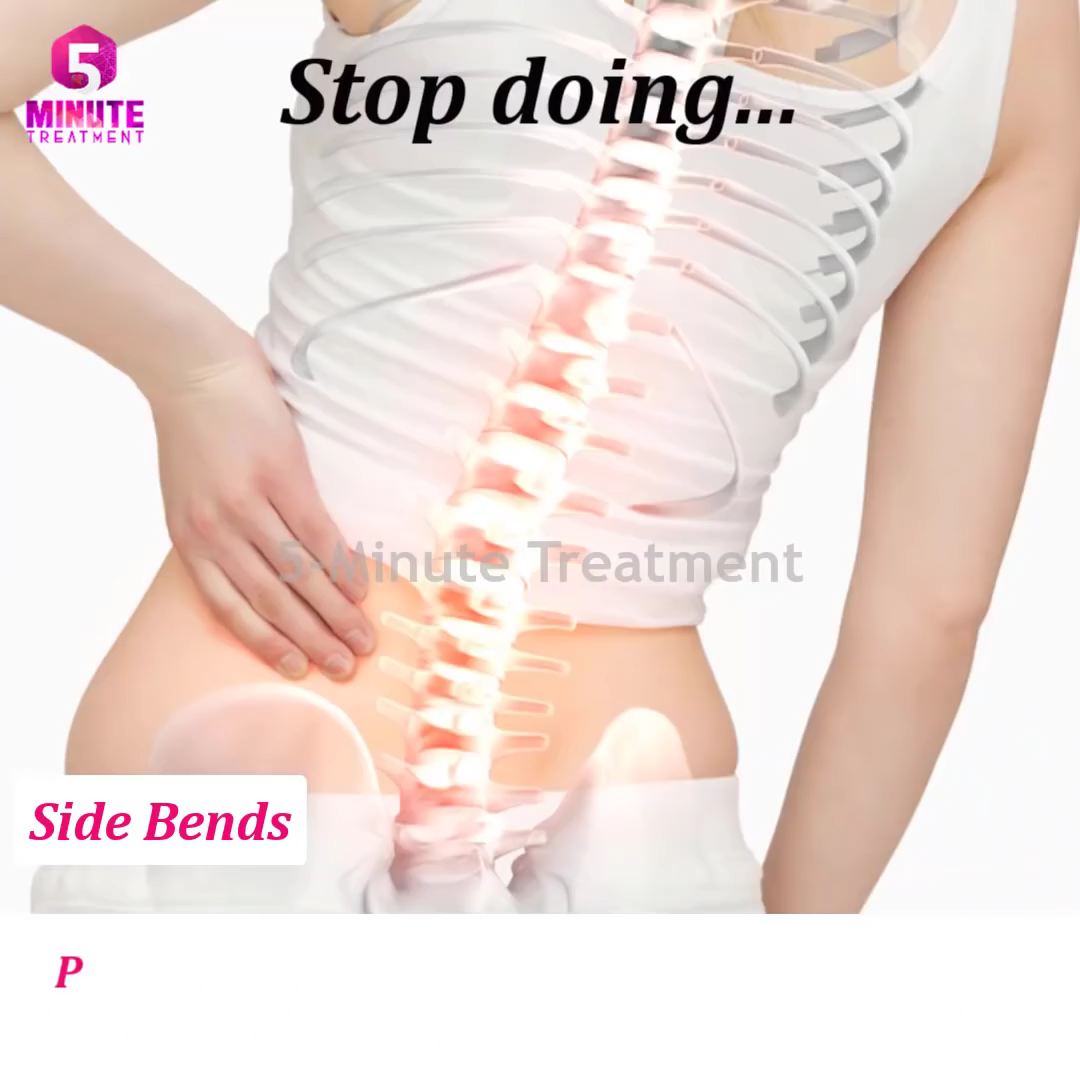 5
MINUTE
TREATMENT
Stop doing...
5-Minute Treatment
Side Bends
P